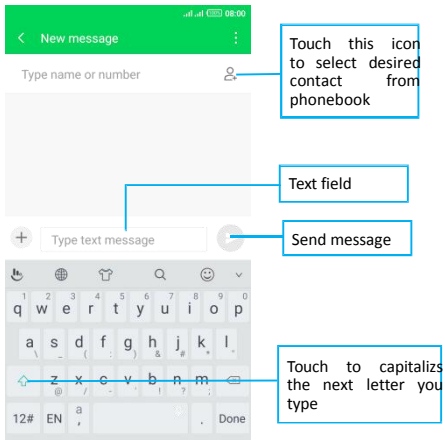 08:00
New message
Type name or number
Touch this icon
to select desired
contact from
phonebook
Text field
Type text message
Send message
1 2 3 4 5 6 7 8 9 0
q w e r t y u i o p
a s d f g h j k l
\ _ ( : ) & # * "
Touch to capitalizs
the next letter you
type
z x c v b n m
@ / - ' ! ? ;
12# EN a , . Done